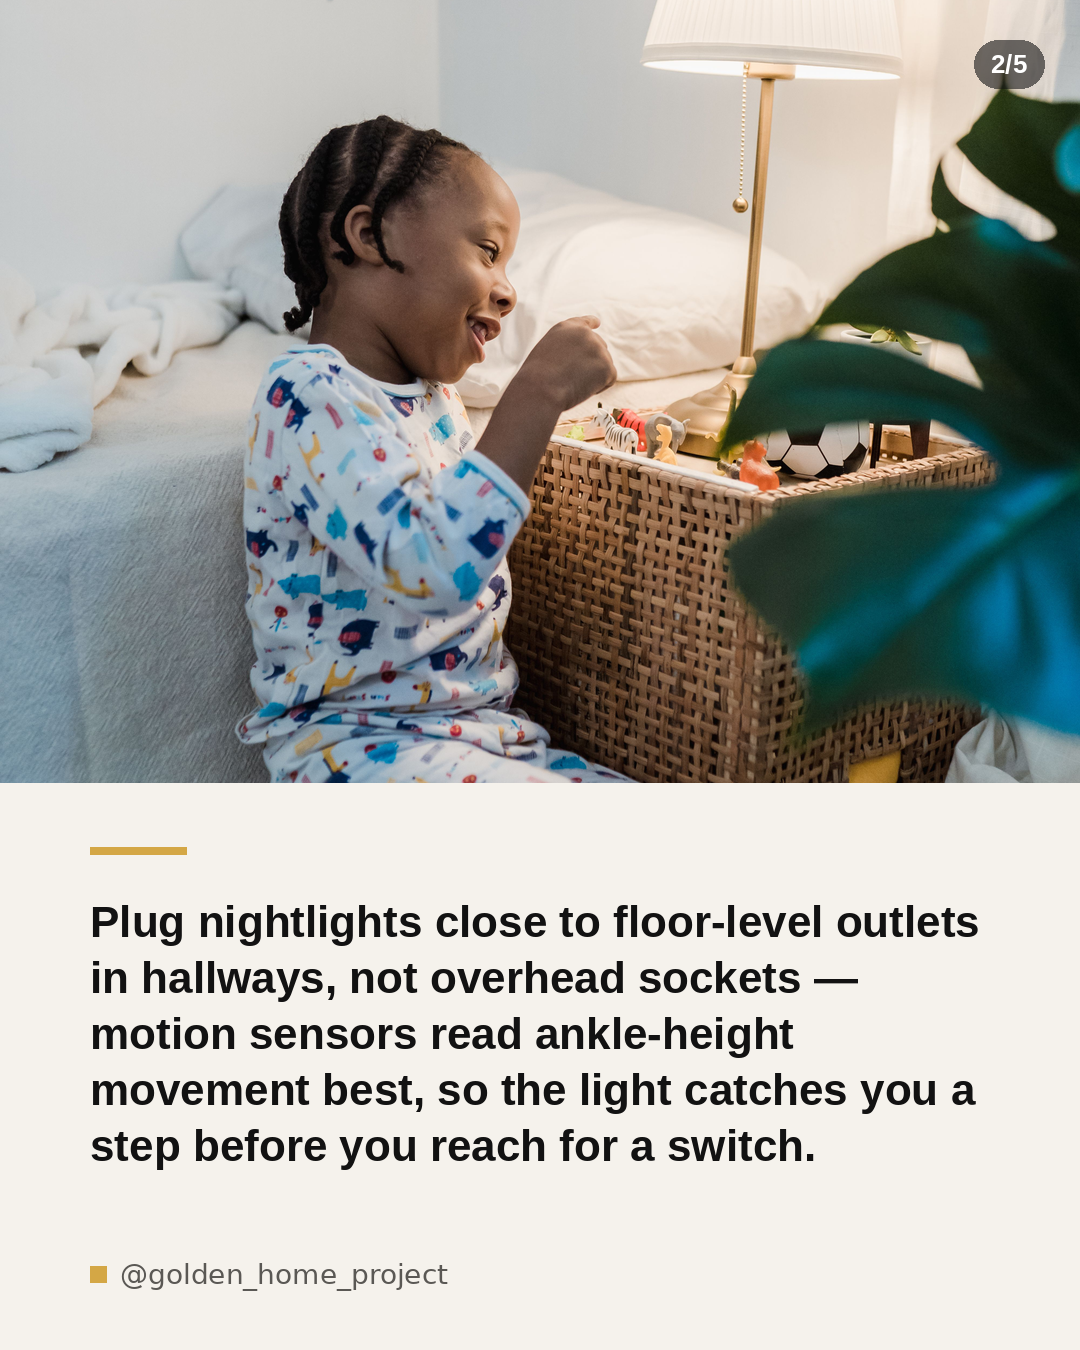 2/5
Plug nightlights close to floor-level outlets
in hallways, not overhead sockets —
motion sensors read ankle-height
movement best, so the light catches you a
step before you reach for a switch.
@golden_home_project